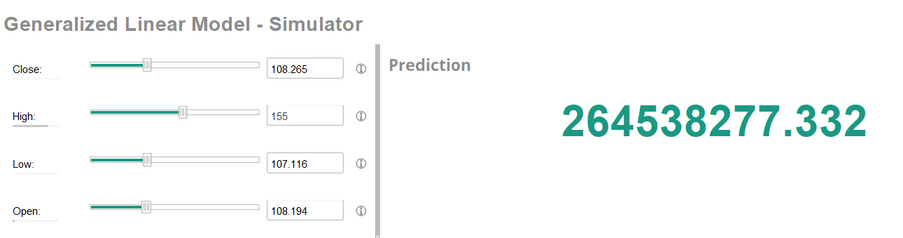 Generalized Linear Model - Simulator
Close: 108.265
High: 155
Low: 107.116
Open: 108.194
Prediction
264538277.332